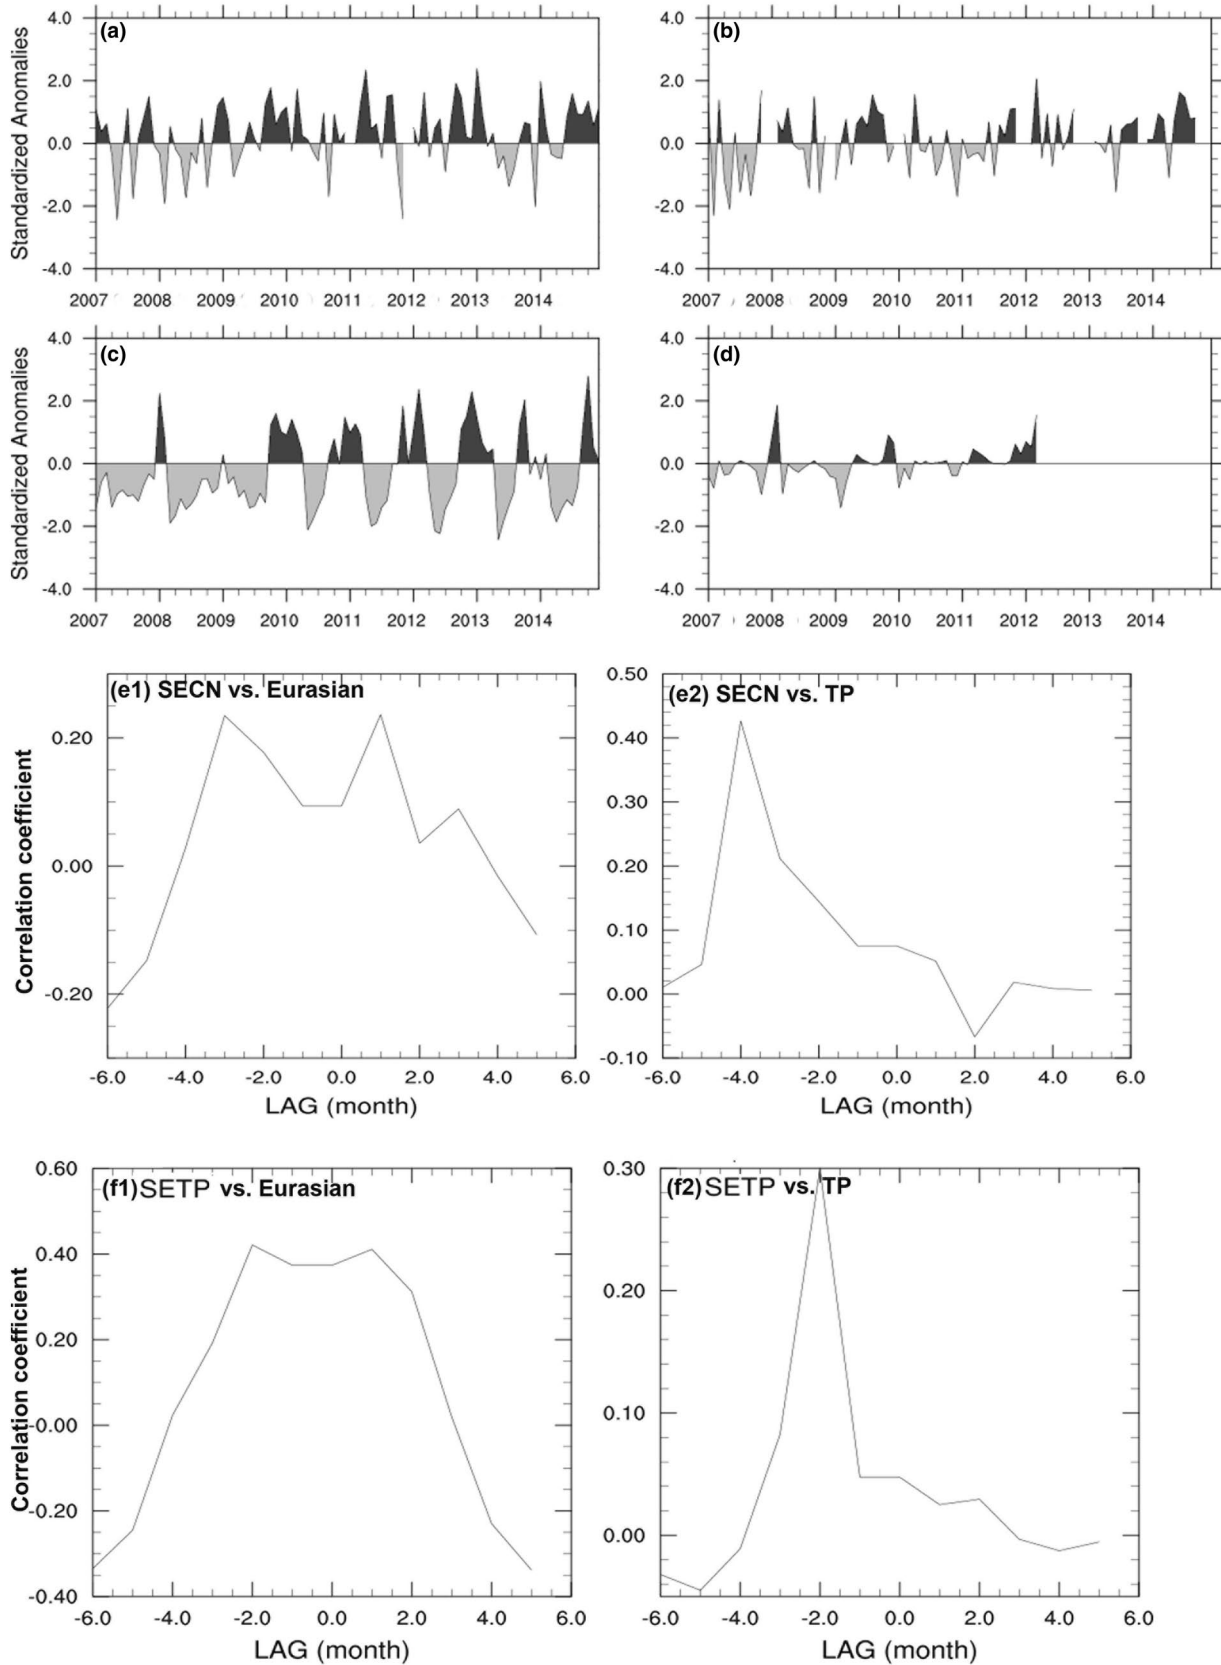 (a)
4.0
2.0
0.0
-2.0
-4.0
Standardized Anomalies
2007 2008 2009 2010 2011 2012 2013 2014
(b)
4.0
2.0
0.0
-2.0
-4.0
2007 2008 2009 2010 2011 2012 2013 2014
(c)
4.0
2.0
0.0
-2.0
-4.0
Standardized Anomalies
2007 2008 2009 2010 2011 2012 2013 2014
(d)
4.0
2.0
0.0
-2.0
-4.0
2007 2008 2009 2010 2011 2012 2013 2014
(e1) SECN vs. Eurasian
0.20
0.00
-0.20
Correlation coefficient
-6.0 -4.0 -2.0 0.0 2.0 4.0 6.0
LAG (month)
(e2) SECN vs. TP
0.50
0.40
0.30
0.20
0.10
0.00
-0.10
-6.0 -4.0 -2.0 0.0 2.0 4.0 6.0
LAG (month)
(f1) SETP vs. Eurasian
0.60
0.40
0.20
-0.00
-0.20
-0.40
Correlation coefficient
-6.0 -4.0 -2.0 0.0 2.0 4.0 6.0
LAG (month)
(f2) SETP vs. TP
0.30
0.20
0.10
0.00
-6.0 -4.0 -2.0 0.0 2.0 4.0 6.0
LAG (month)